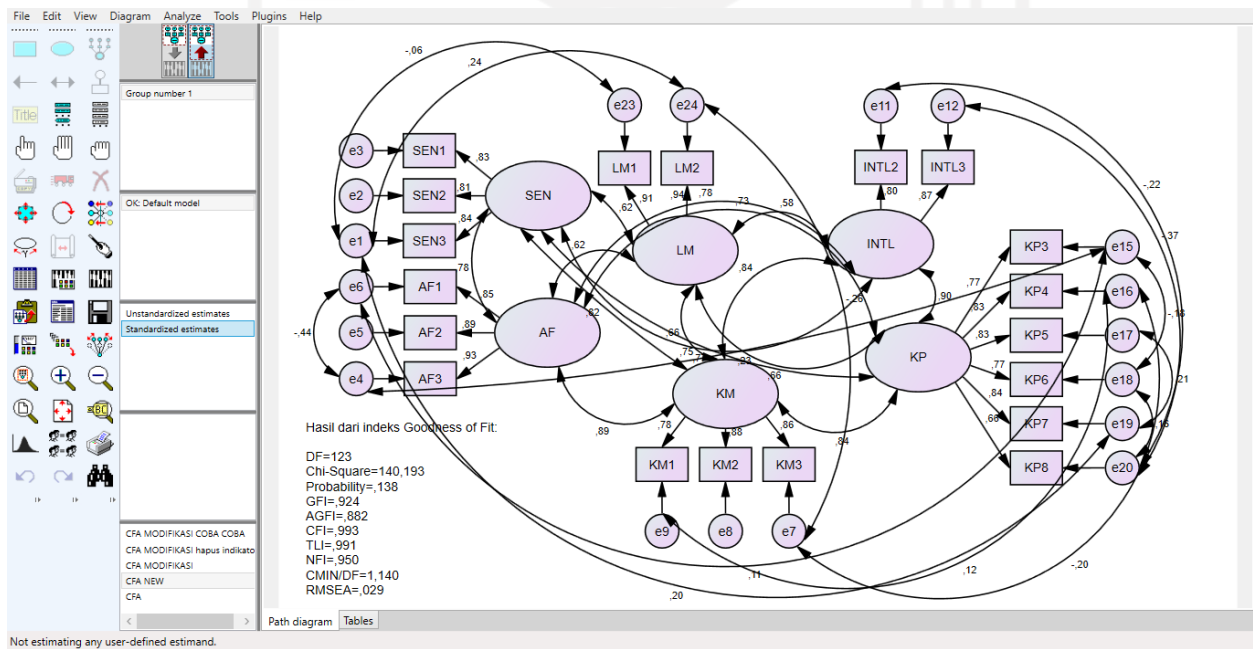 File Edit View Diagram Analyze Tools Plugins Help
Title
Group number 1
OK: Default model
Unstandardized estimates
Standardized estimates
CFA MODIFIKASI COBA COBA
CFA MODIFIKASI hapus indikato
CFA MODIFIKASI
CFA NEW
CFA
-,06
,24
e23 e24 e11 e12
e3 SEN1 ,83
LM1 LM2 INTL2 INTL3
e2 SEN2 ,81
SEN ,62 ,91 ,94 ,78 ,73 ,58 ,80 ,87
-,22
e1 SEN3 ,84
,62 LM ,84 INTL
KP3 e15
,37
e6 AF1 ,78
,85 -,26 ,90 ,77
KP4 e16
,83
-,44
e5 AF2 ,89
AF ,82 ,66
,83 KP5 e17
KP
e4 AF3 ,93
,75 ,66
KM
,77 KP6 e18
,21
,84 KP7 e19
,66 KP8 e20
,89 ,78 ,88 ,86 ,84
KM1 KM2 KM3
e9 e8 e7
,11
,12
-,20
,20
Hasil dari indeks Goodness of Fit:
DF=123
Chi-Square=140,193
Probability=,138
GFI=,924
AGFI=,882
CFI=,993
TLI=,991
NFI=,950
CMIN/DF=1,140
RMSEA=,029
Path diagram Tables
Not estimating any user-defined estimand.